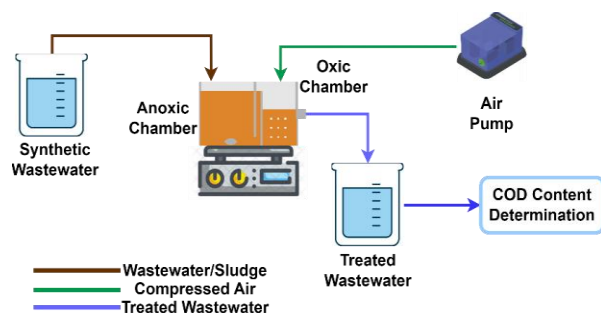 Synthetic
Wastewater
Anoxic
Chamber
Oxic
Chamber
Air
Pump
Treated
Wastewater
COD Content
Determination
Wastewater/Sludge
Compressed Air
Treated Wastewater